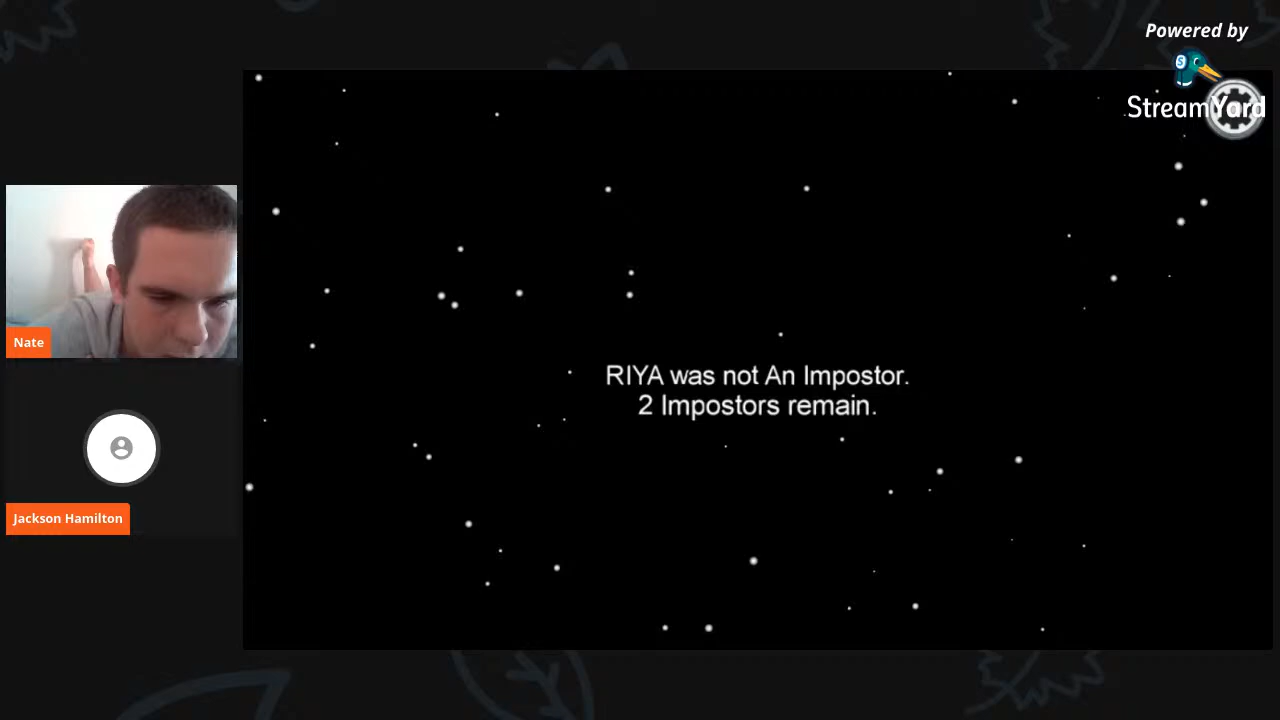 Powered by
StreamYard
RIYA was not An Impostor.
2 Impostors remain.
Nate
Jackson Hamilton